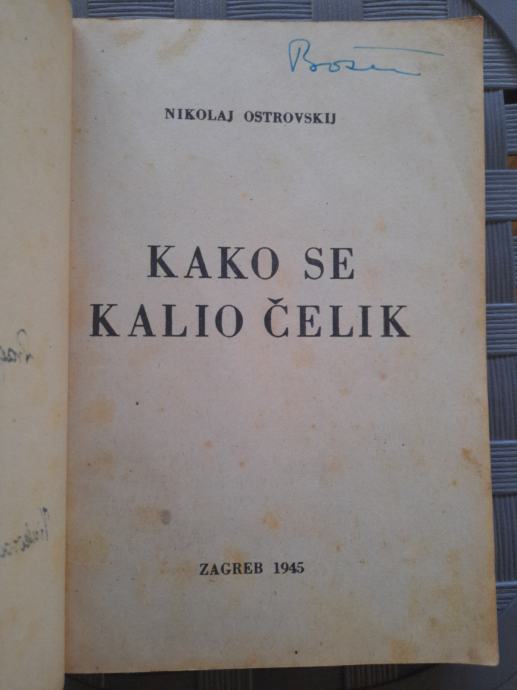 NIKOLAJ OSTROVSKIJ
KAKO SE
KALIO ČELIK
ZAGREB 1945